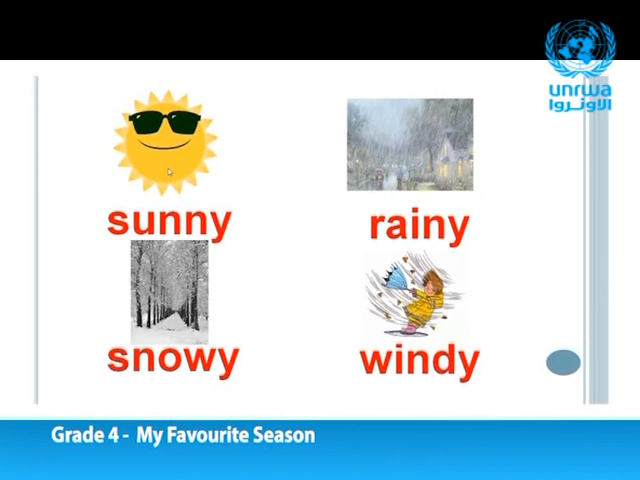 unrwa
الأونروا
sunny
rainy
snowy
windy
Grade 4 - My Favourite Season